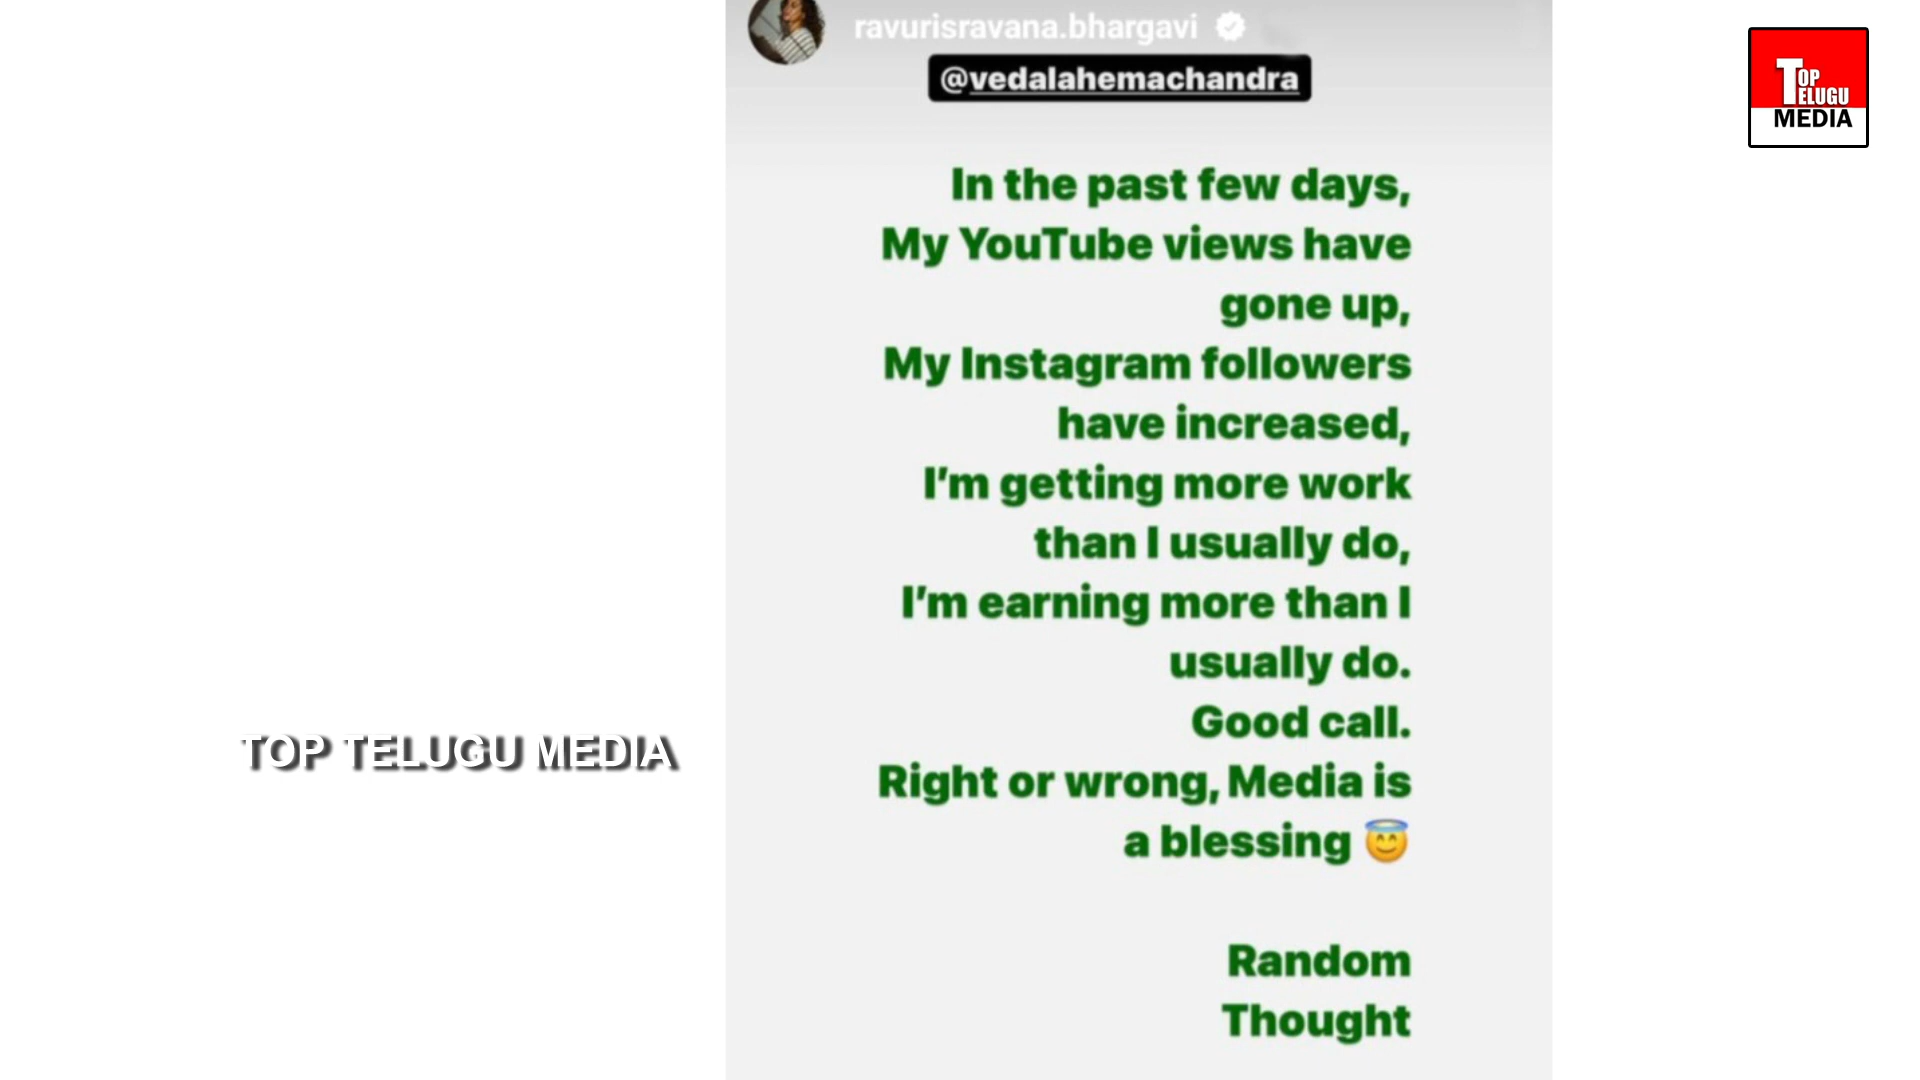 ravurisravana.bhargavi
@vedalahemachandra
In the past few days,
My YouTube views have
gone up,
My Instagram followers
have increased,
I’m getting more work
than I usually do,
I’m earning more than I
usually do.
Good call.
Right or wrong, Media is
a blessing 😇
Random
Thought
TOP TELUGU MEDIA
TOP
TELUGU
MEDIA